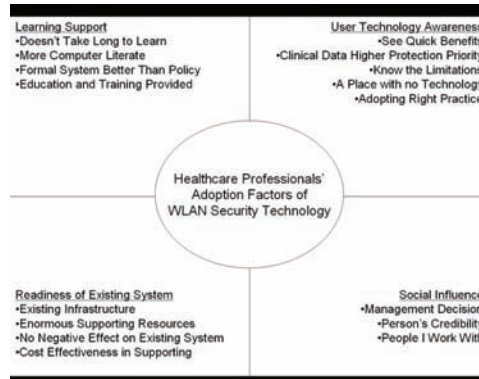 Learning Support
•Doesn't Take Long to Learn
•More Computer Literate
•Formal System Better Than Policy
•Education and Training Provided
User Technology Awareness
•See Quick Benefits
•Clinical Data Higher Protection Priority
•Know the Limitations
•A Place with no Technology
•Adopting Right Practice
Healthcare Professionals'
Adoption Factors of
WLAN Security Technology
Readiness of Existing System
•Existing Infrastructure
•Enormous Supporting Resources
•No Negative Effect on Existing System
•Cost Effectiveness in Supporting
Social Influence
•Management Decision
•Person's Credibility
•People I Work With